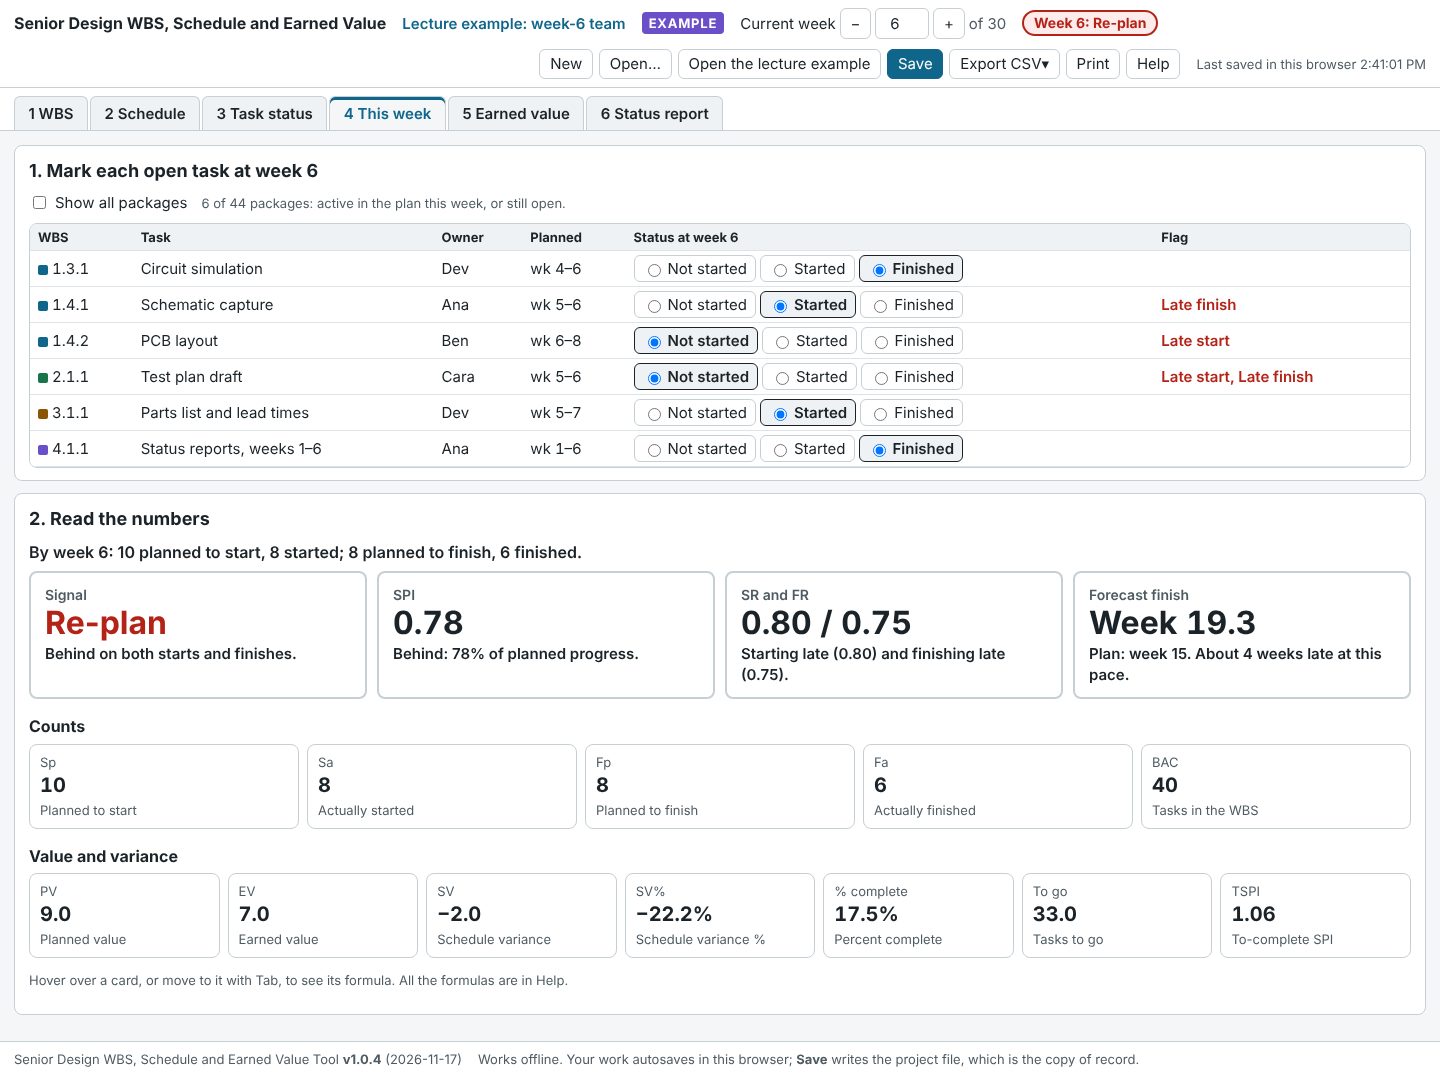 Senior Design WBS, Schedule and Earned Value Lecture example: week-6 team EXAMPLE Current week − 6 + of 30 Week 6: Re-plan
New Open... Open the lecture example Save Export CSV▾ Print Help Last saved in this browser 2:41:01 PM
1 WBS 2 Schedule 3 Task status 4 This week 5 Earned value 6 Status report
1. Mark each open task at week 6
Show all packages 6 of 44 packages: active in the plan this week, or still open.
WBS Task Owner Planned Status at week 6 Flag
1.3.1 Circuit simulation Dev wk 4–6 Not started Started Finished
1.4.1 Schematic capture Ana wk 5–6 Not started Started Finished Late finish
1.4.2 PCB layout Ben wk 6–8 Not started Started Finished Late start
2.1.1 Test plan draft Cara wk 5–6 Not started Started Finished Late start, Late finish
3.1.1 Parts list and lead times Dev wk 5–7 Not started Started Finished
4.1.1 Status reports, weeks 1–6 Ana wk 1–6 Not started Started Finished
2. Read the numbers
By week 6: 10 planned to start, 8 started; 8 planned to finish, 6 finished.
Signal SPI SR and FR Forecast finish
Re-plan 0.78 0.80 / 0.75 Week 19.3
Behind on both starts and finishes. Behind: 78% of planned progress. Starting late (0.80) and finishing late Plan: week 15. About 4 weeks late at this
(0.75). pace.
Counts
Sp Sa Fp Fa BAC
10 8 8 6 40
Planned to start Actually started Planned to finish Actually finished Tasks in the WBS
Value and variance
PV EV SV SV% % complete To go TSPI
9.0 7.0 −2.0 −22.2% 17.5% 33.0 1.06
Planned value Earned value Schedule variance Schedule variance % Percent complete Tasks to go To-complete SPI
Hover over a card, or move to it with Tab, to see its formula. All the formulas are in Help.
Senior Design WBS, Schedule and Earned Value Tool v1.0.4 (2026-11-17) Works offline. Your work autosaves in this browser; Save writes the project file, which is the copy of record.